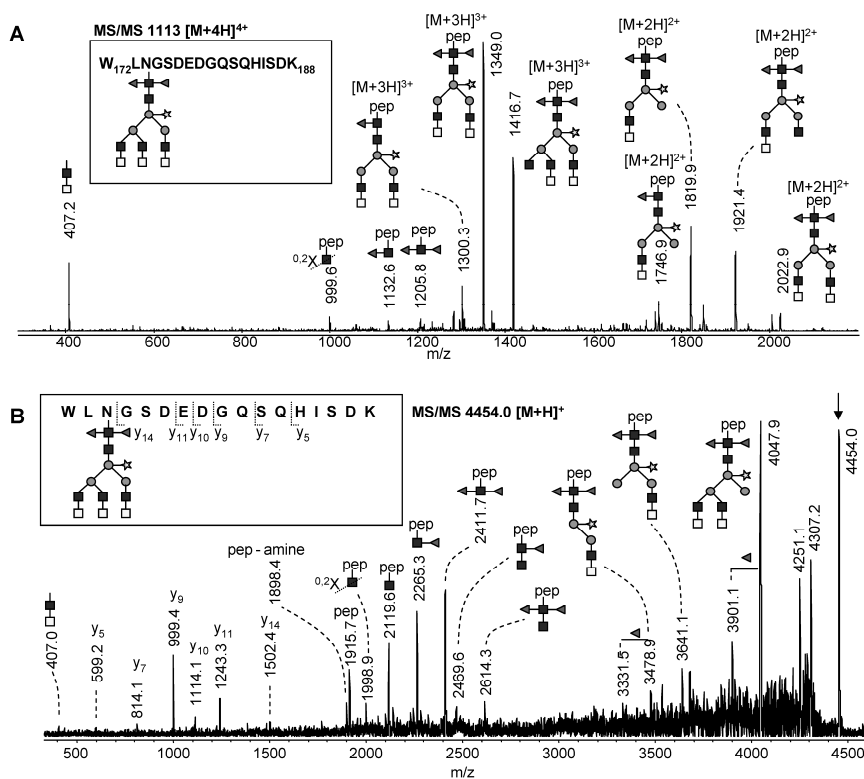 A
MS/MS 1113 [M+4H]4+
W172LNGSDEDGQSQHISDK188
407.2
[M+3H]3+
pep
0,2X
pep
999.6
pep
1132.6
pep
1205.8
1300.3
[M+3H]3+
pep
1349.0
1416.7
[M+3H]3+
pep
[M+2H]2+
pep
[M+2H]2+
pep
1746.9
1819.9
[M+2H]2+
pep
1921.4
[M+2H]2+
pep
2022.9
400 600 800 1000 1200 1400 1600 1800 2000
m/z
B
W L N G S D E D G Q S Q H I S D K
y14 y11 y10 y9 y7 y5
MS/MS 4454.0 [M+H]+
407.0
y5
599.2
y7
814.1
y9
999.4
y10
1114.1
y11
1243.3
y14
1502.4
pep - amine
1898.4
pep
1915.7
0,2X
pep
1998.9
pep
2119.6
pep
2265.3
pep
2411.7
pep
2469.6
pep
2614.3
3331.5
pep
3478.9
pep
3641.1
3901.1
pep
4047.9
4251.1
4307.2
4454.0
500 1000 1500 2000 2500 3000 3500 4000 4500
m/z